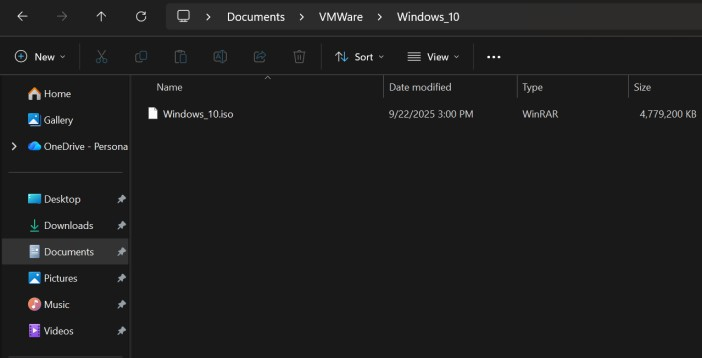 Documents > VMWare > Windows_10
New Sort View ...
Name Date modified Type Size
Home
Windows_10.iso 9/22/2025 3:00 PM WinRAR 4,779,200 KB
Gallery
OneDrive - Persona
Desktop
Downloads
Documents
Pictures
Music
Videos